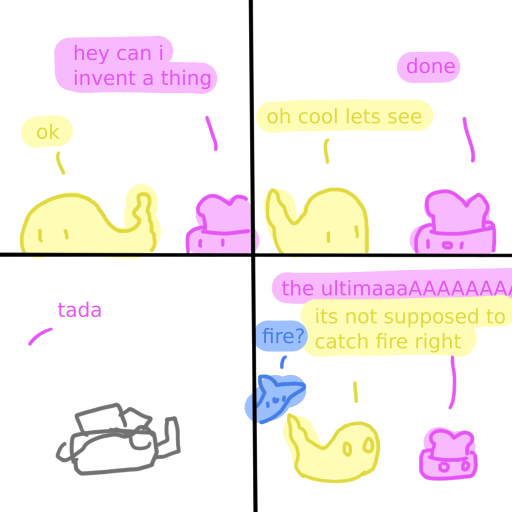 hey can i
invent a thing
ok
done
oh cool lets see
tada
the ultimaaaAAAAAAAA
its not supposed to
catch fire right
fire?